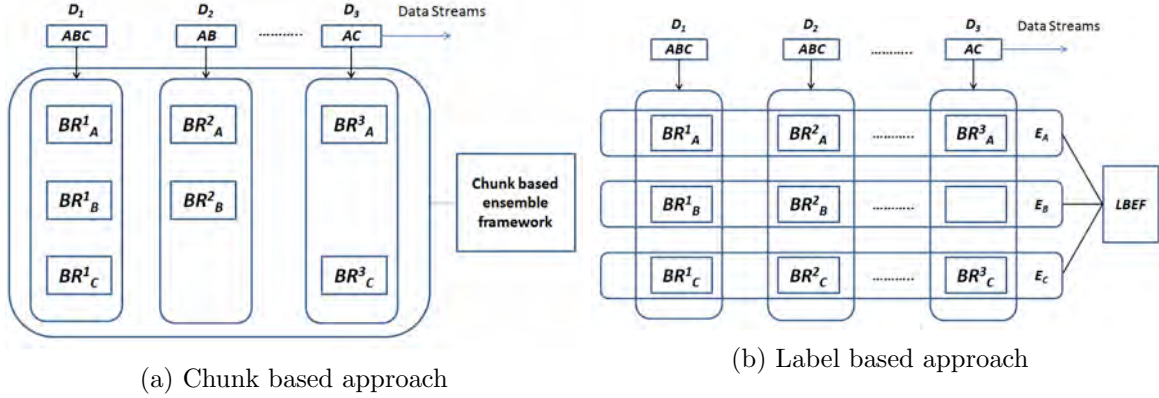 D1 D2 D3
ABC AB ............ AC Data Streams
BR1A BR2A BR3A
BR1B BR2B
BR1C BR3C
Chunk based
ensemble
framework
(a) Chunk based approach
D1 D2 D3
ABC ABC ............ AC Data Streams
BR1A BR2A ............ BR3A EA
BR1B BR2B ............ EB
BR1C BR2C ............ BR3C EC
LBEF
(b) Label based approach